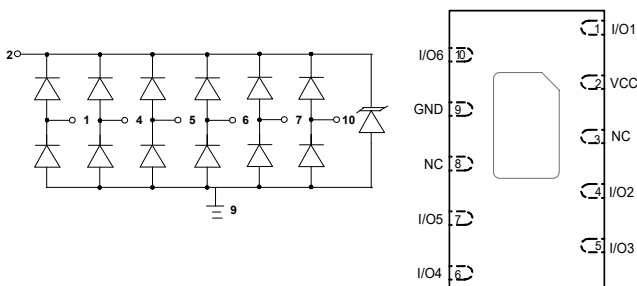 2
1 4 5 6 7 10
9
1 I/O1
I/O6 10
2 VCC
GND 9
3 NC
NC 8
4 I/O2
I/O5 7
5 I/O3
I/O4 6